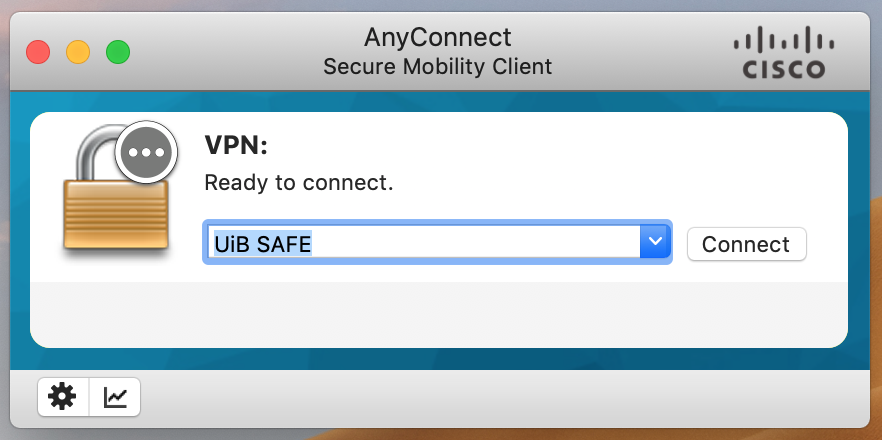 AnyConnect
Secure Mobility Client
CISCO
VPN:
Ready to connect.
UiB SAFE
Connect